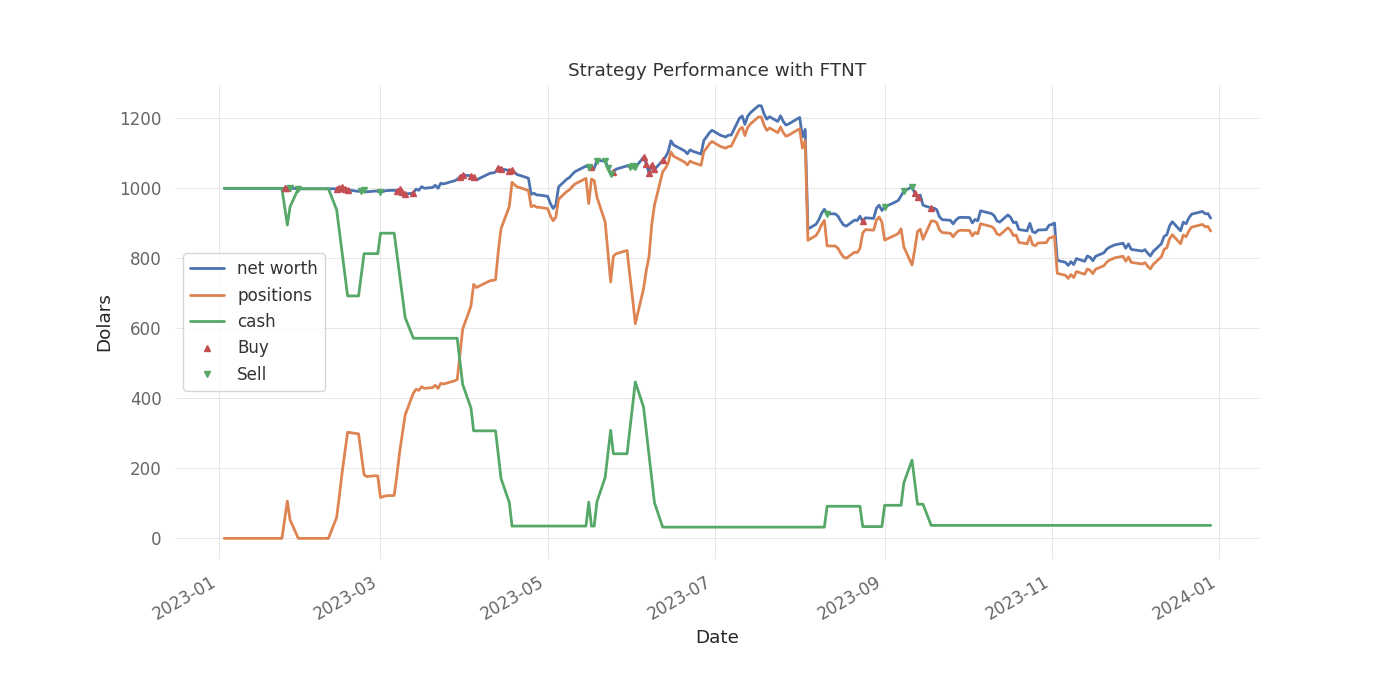 Strategy Performance with FTNT
Dolars
1200
1000
800
600
400
200
0
net worth
positions
cash
Buy
Sell
2023-01
2023-03
2023-05
2023-07
2023-09
2023-11
2024-01
Date